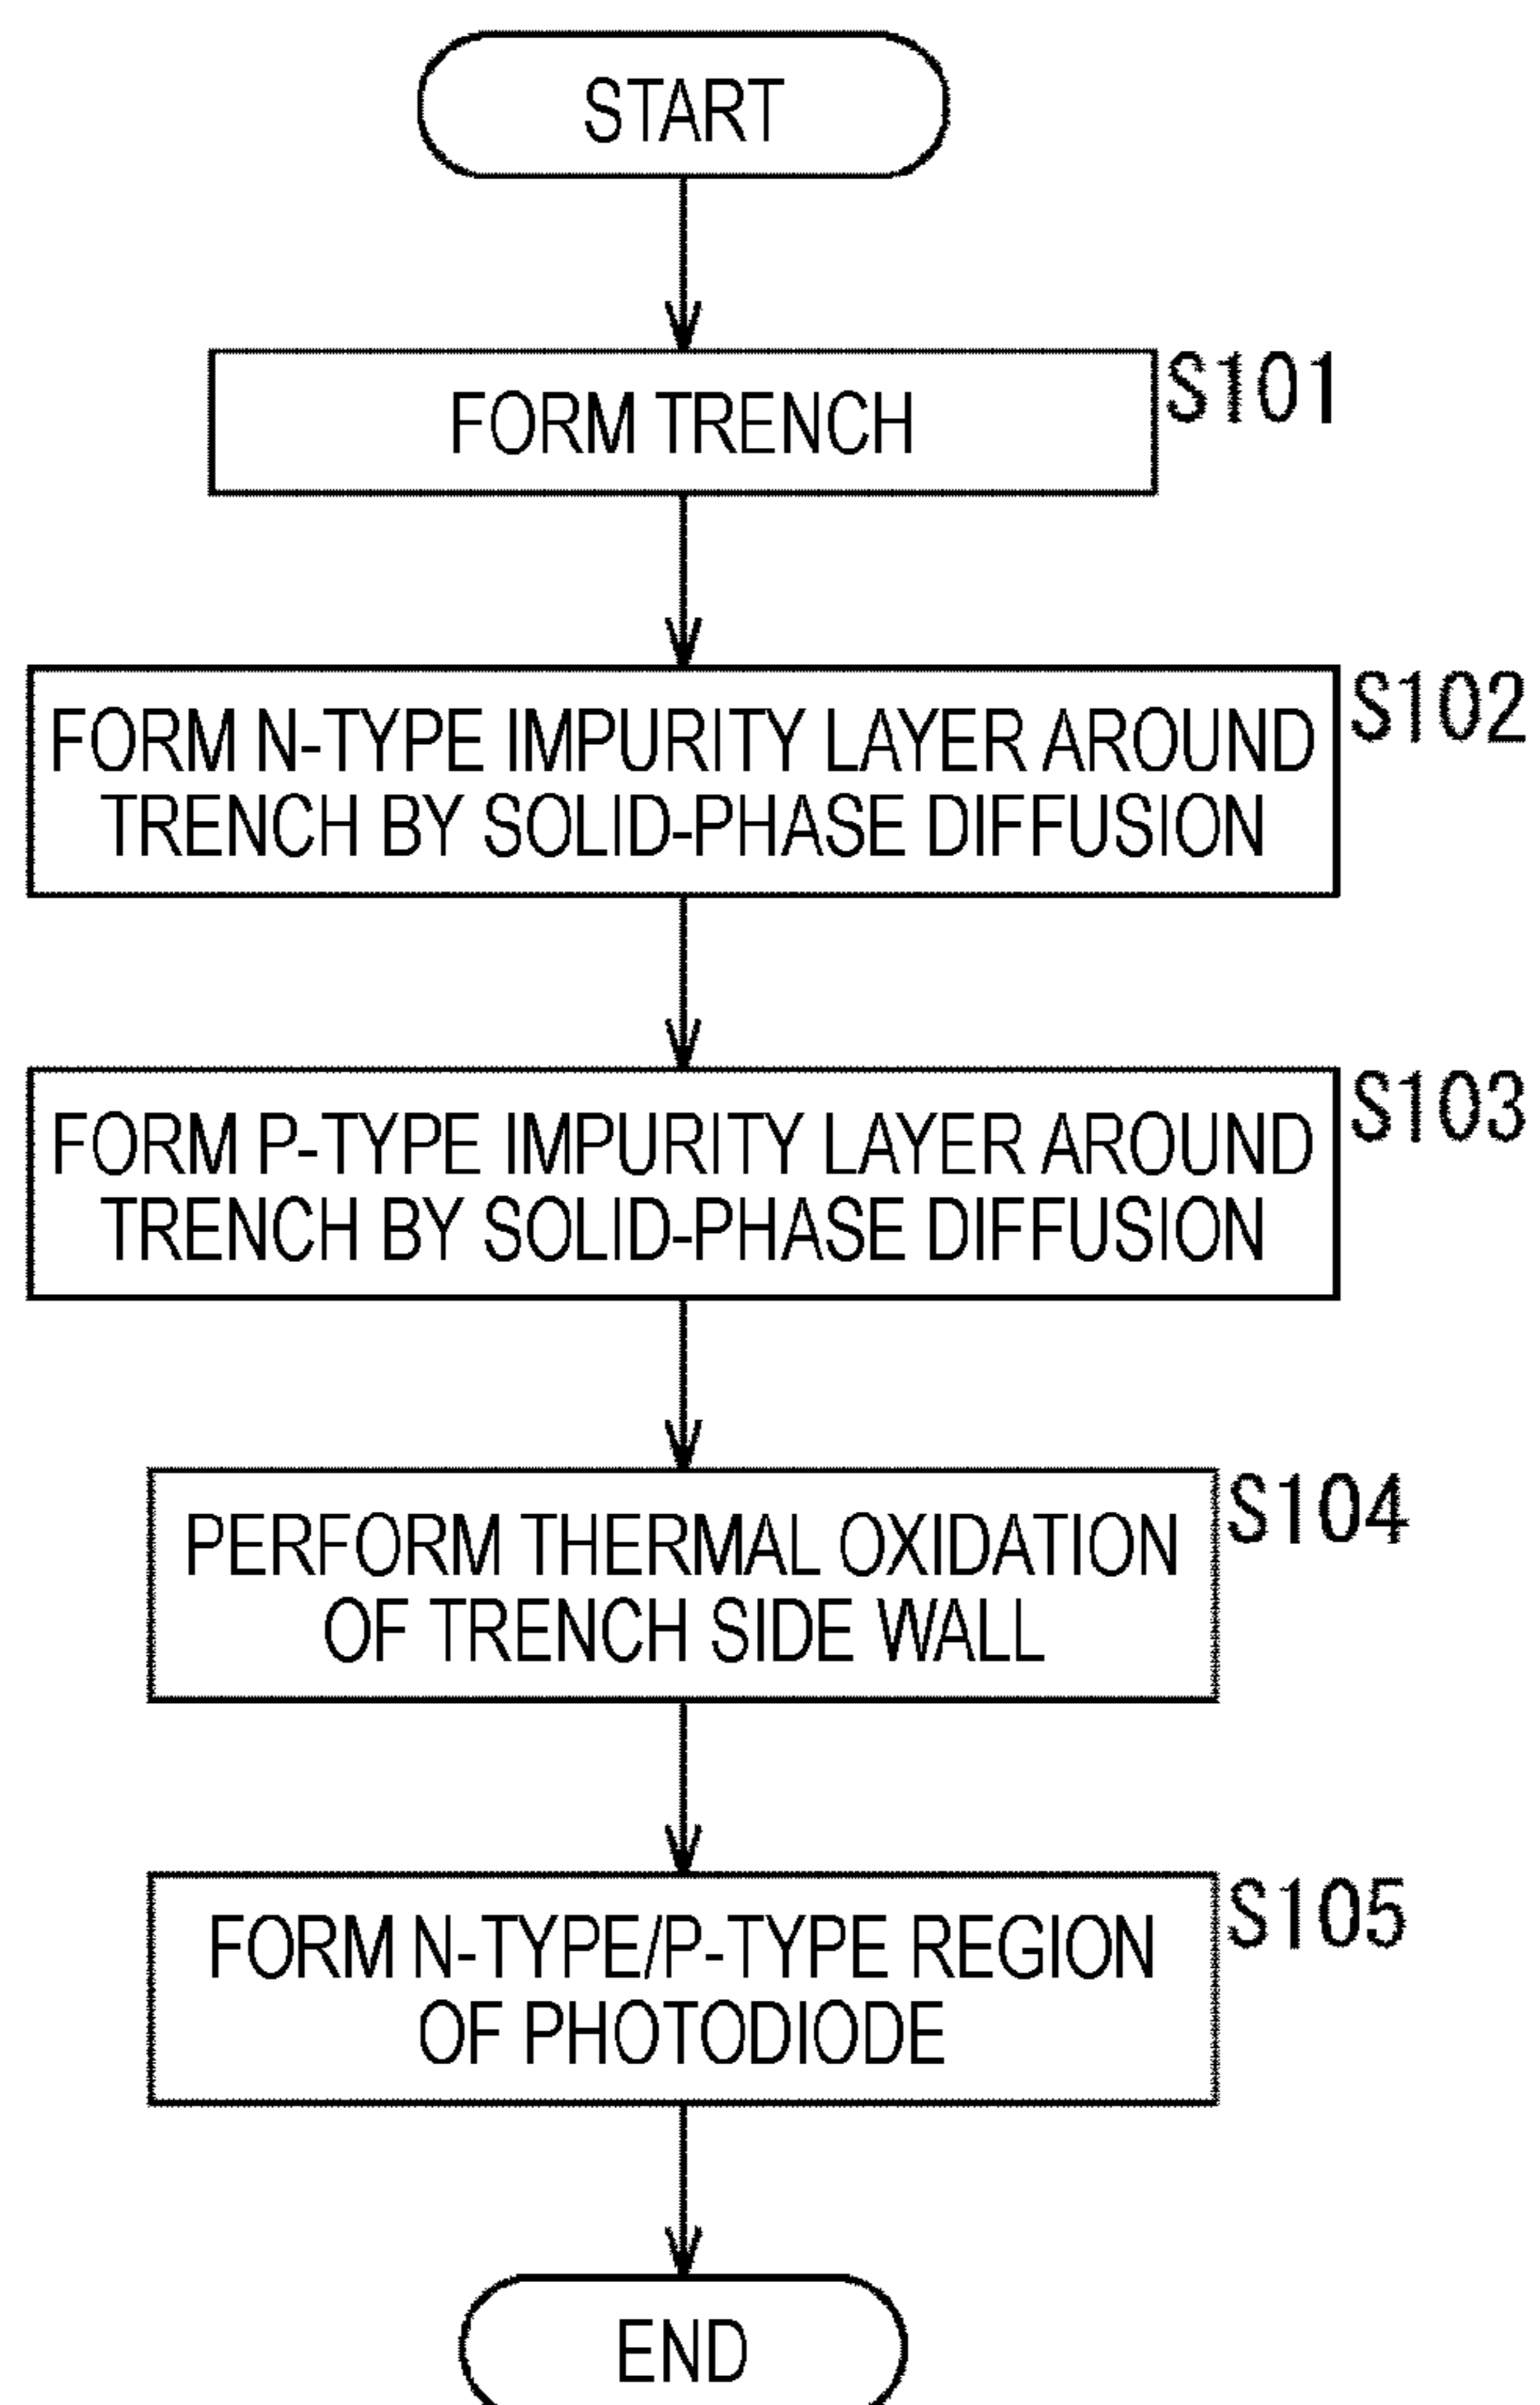 START
FORM TRENCH
S101
FORM N-TYPE IMPURITY LAYER AROUND
TRENCH BY SOLID-PHASE DIFFUSION
S102
FORM P-TYPE IMPURITY LAYER AROUND
TRENCH BY SOLID-PHASE DIFFUSION
S103
PERFORM THERMAL OXIDATION
OF TRENCH SIDE WALL
S104
FORM N-TYPE/P-TYPE REGION
OF PHOTODIODE
S105
END